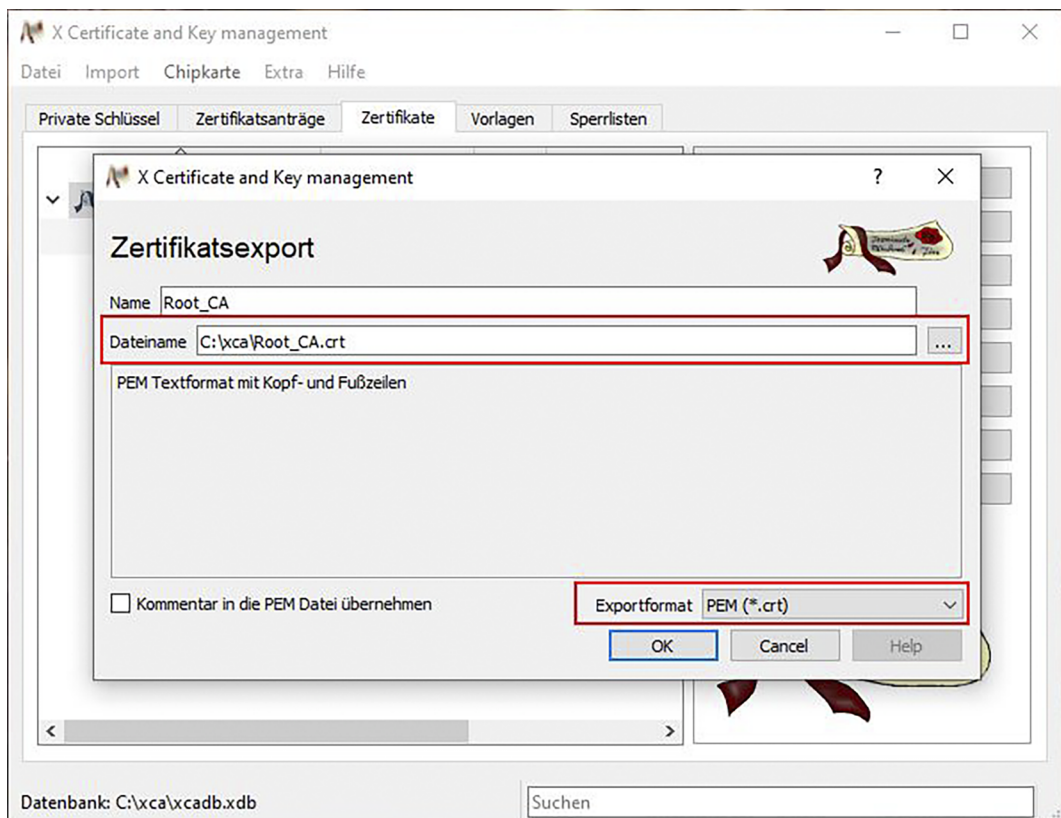 X Certificate and Key management
Datei Import Chipkarte Extra Hilfe
Private Schlüssel Zertifikatsanträge Zertifikate Vorlagen Sperrlisten
X Certificate and Key management
Zertifikatsexport
Name Root_CA
Dateiname C:\xca\Root_CA.crt ...
PEM Textformat mit Kopf- und Fußzeilen
Kommentar in die PEM Datei übernehmen
Exportformat PEM (*.crt)
OK Cancel Help
Datenbank: C:\xca\xcadb.xdb
Suchen